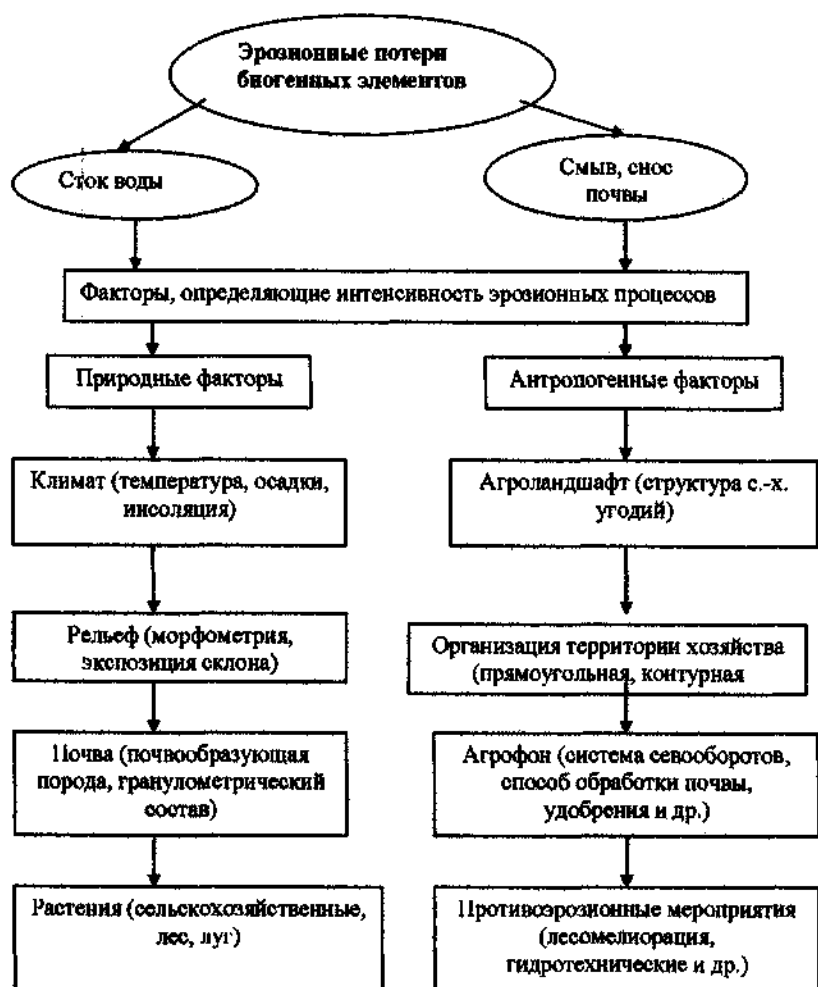 Эрозионные потери
биогенных элементов
Сток воды
Смыв, снос
почвы
Факторы, определяющие интенсивность эрозионных процессов
Природные факторы
Антропогенные факторы
Климат (температура, осадки,
инсоляция)
Агроландшафт (структура с.-х.
угодий)
Рельеф (морфометрия,
экспозиция склона)
Организация территории хозяйства
(прямоугольная, контурная
Почва (почвообразующая
порода, гранулометрический
состав)
Агрофон (система севооборотов,
способ обработки почвы,
удобрения и др.)
Растения (сельскохозяйственные,
лес, луг)
Противоэрозионные мероприятия
(лесомелиорация,
гидротехнические и др.)